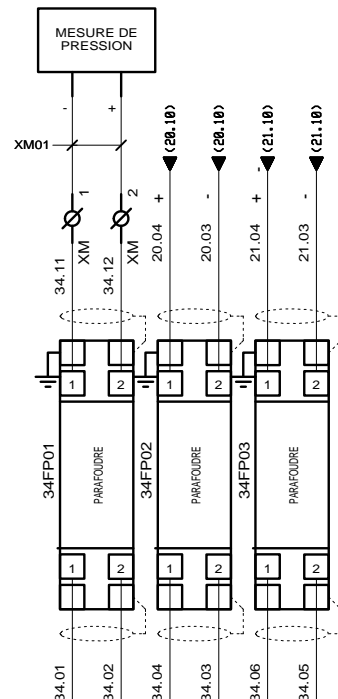 MESURE DE
PRESSION
- +
XM01
1 2
XM XM
34.11 34.12
(20.10) (20.10) (21.10) (21.10)
+ - + - -
20.04 20.03 21.04 21.03
34FP01 34FP02 34FP03
1 2 1 2 1 2
PARAFOUDRE PARAFOUDRE PARAFOUDRE
1 2 1 2 1 2
34.01 34.02 34.04 34.03 34.06 34.05